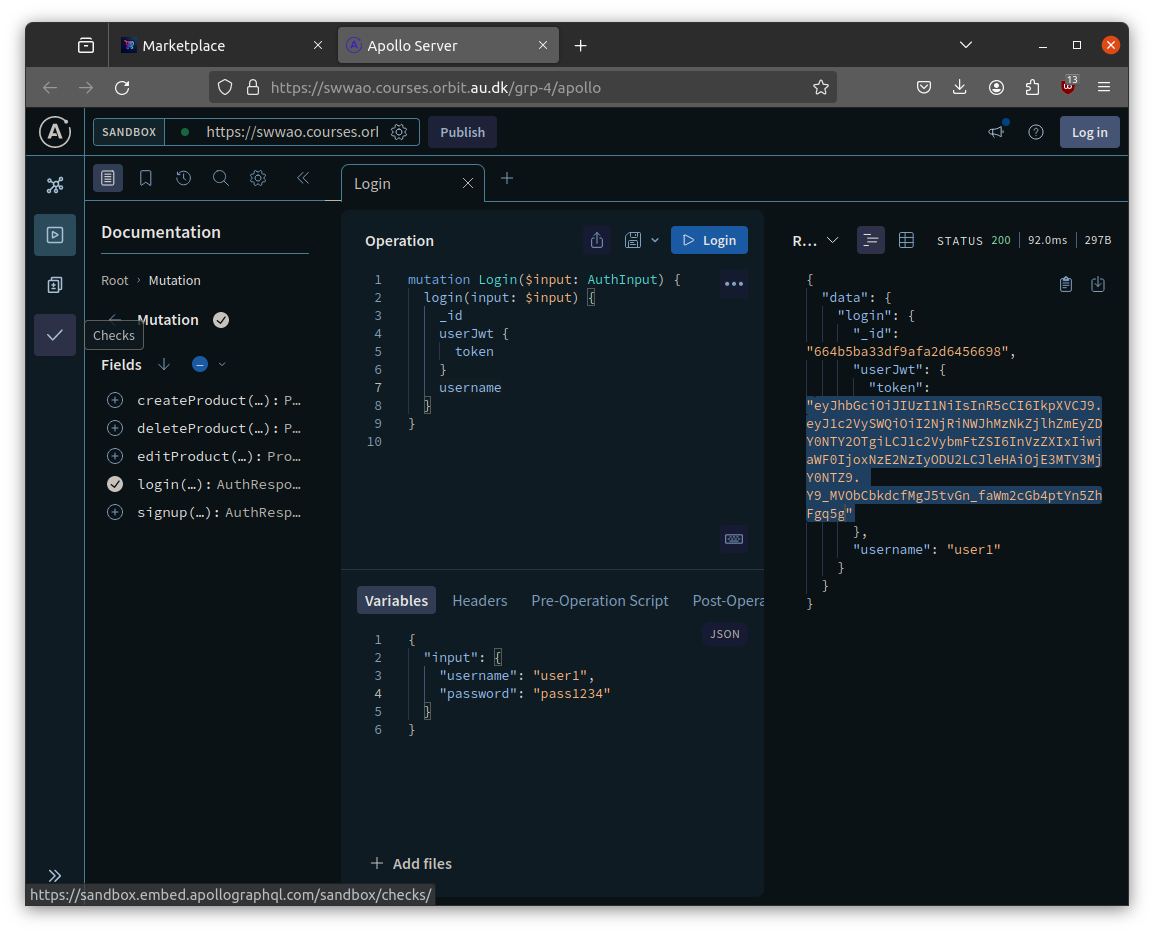 Marketplace
Apollo Server
https://swwao.courses.orbit.au.dk/grp-4/apollo
13
SANDBOX
https://swwao.courses.orl
Publish
Log in
Login
Documentation
Root › Mutation
Mutation
Checks
Fields
createProduct(…): P…
deleteProduct(…): P…
editProduct(…): Pro…
login(…): AuthRespo…
signup(…): AuthResp…
Operation
Login
1 mutation Login($input: AuthInput) {
2 login(input: $input) {
3 _id
4 userJwt {
5 token
6 }
7 username
8 }
9 }
10
Variables
Headers
Pre-Operation Script
Post-Opera
JSON
1 {
2 "input": {
3 "username": "user1",
4 "password": "pass1234"
5 }
6 }
Add files
R...
STATUS 200
92.0ms
297B
{
"data": {
"login": {
"_id":
"664b5ba33df9afa2d6456698",
"userJwt": {
"token":
"eyJhbGciOiJIUzI1NiIsInR5cCI6IkpXVCJ9.
eyJ1c2VySWQiOiI2NjRiNWJhMzNkZjlhZmEyZD
Y0NTY2OTgiLCJ1c2VybmFtZSI6InVzZXIxIiwi
aWF0IjoxNzE2NzIyODU2LCJleHAiOjE3MTY3Mj
Y0NTZ9.
Y9_MVObCbkdcfMgJ5tvGn_faWm2cGb4ptYn5Zh
Fgq5g"
},
"username": "user1"
}
}
}
https://sandbox.embed.apollographql.com/sandbox/checks/